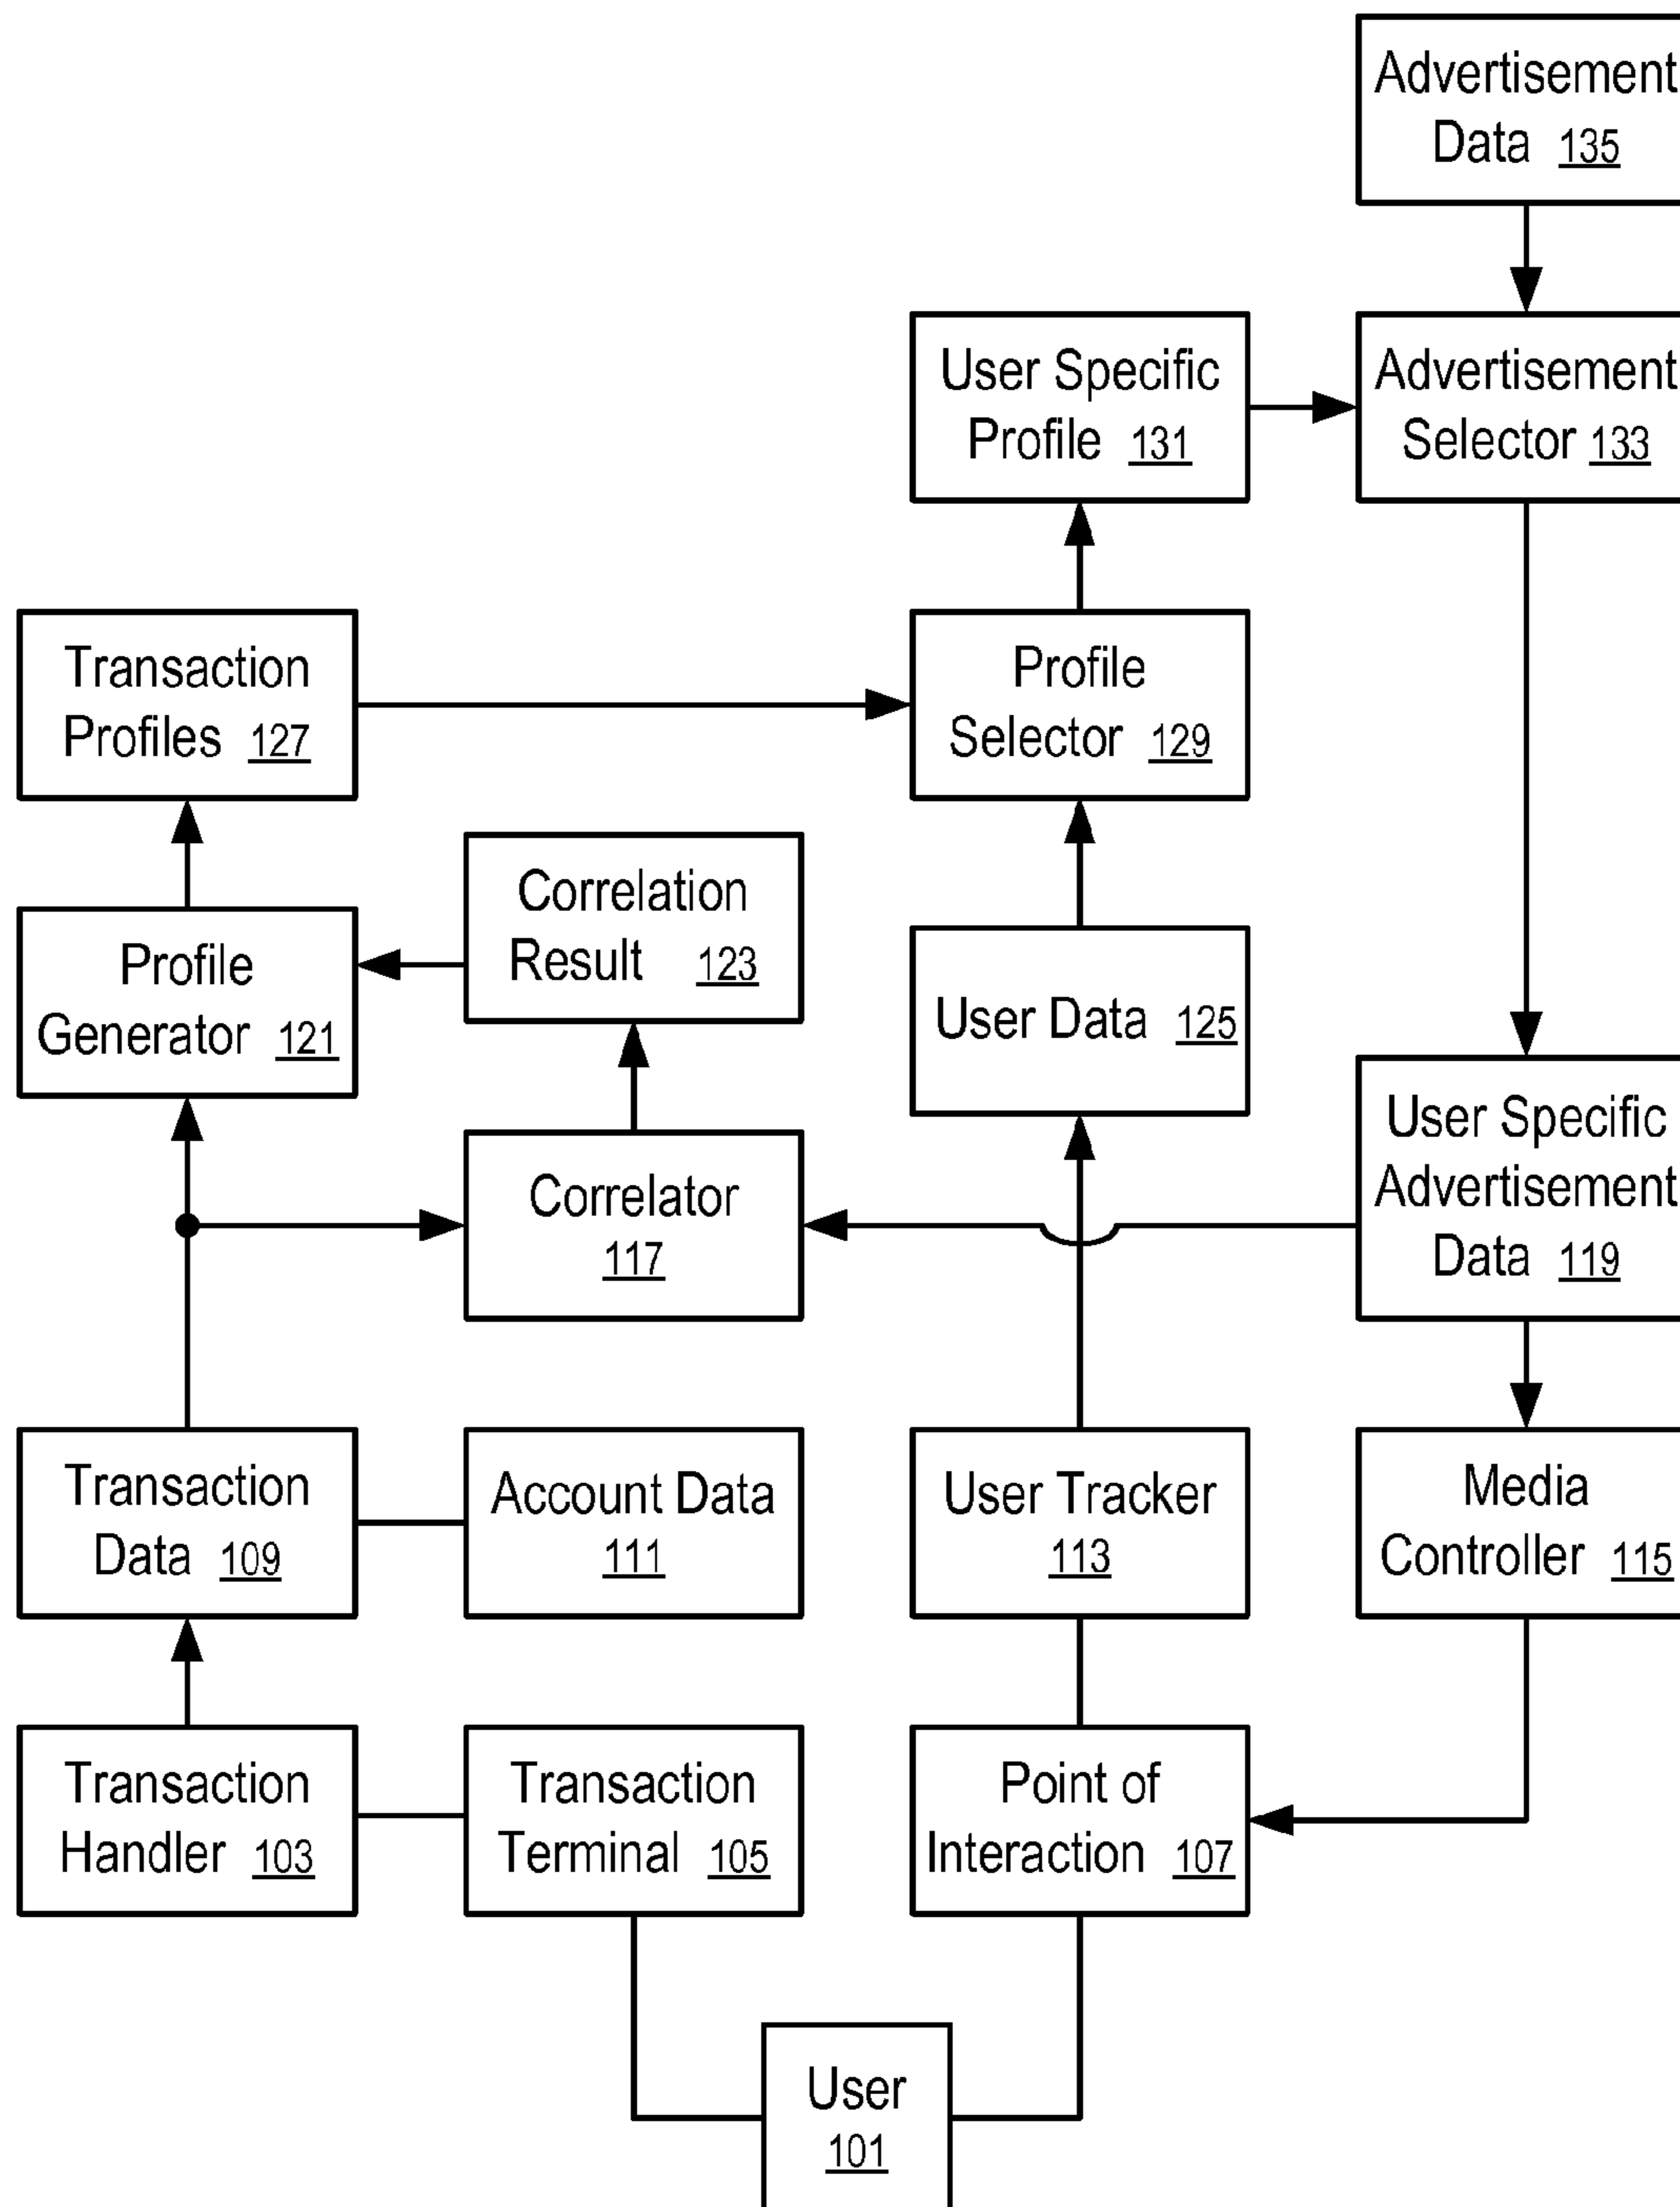 Advertisement
Data 135
User Specific
Profile 131
Advertisement
Selector 133
Transaction
Profiles 127
Profile
Selector 129
Correlation
Result 123
Profile
Generator 121
User Data 125
User Specific
Advertisement
Data 119
Correlator
117
Transaction
Data 109
Account Data
111
User Tracker
113
Media
Controller 115
Transaction
Handler 103
Transaction
Terminal 105
Point of
Interaction 107
User
101